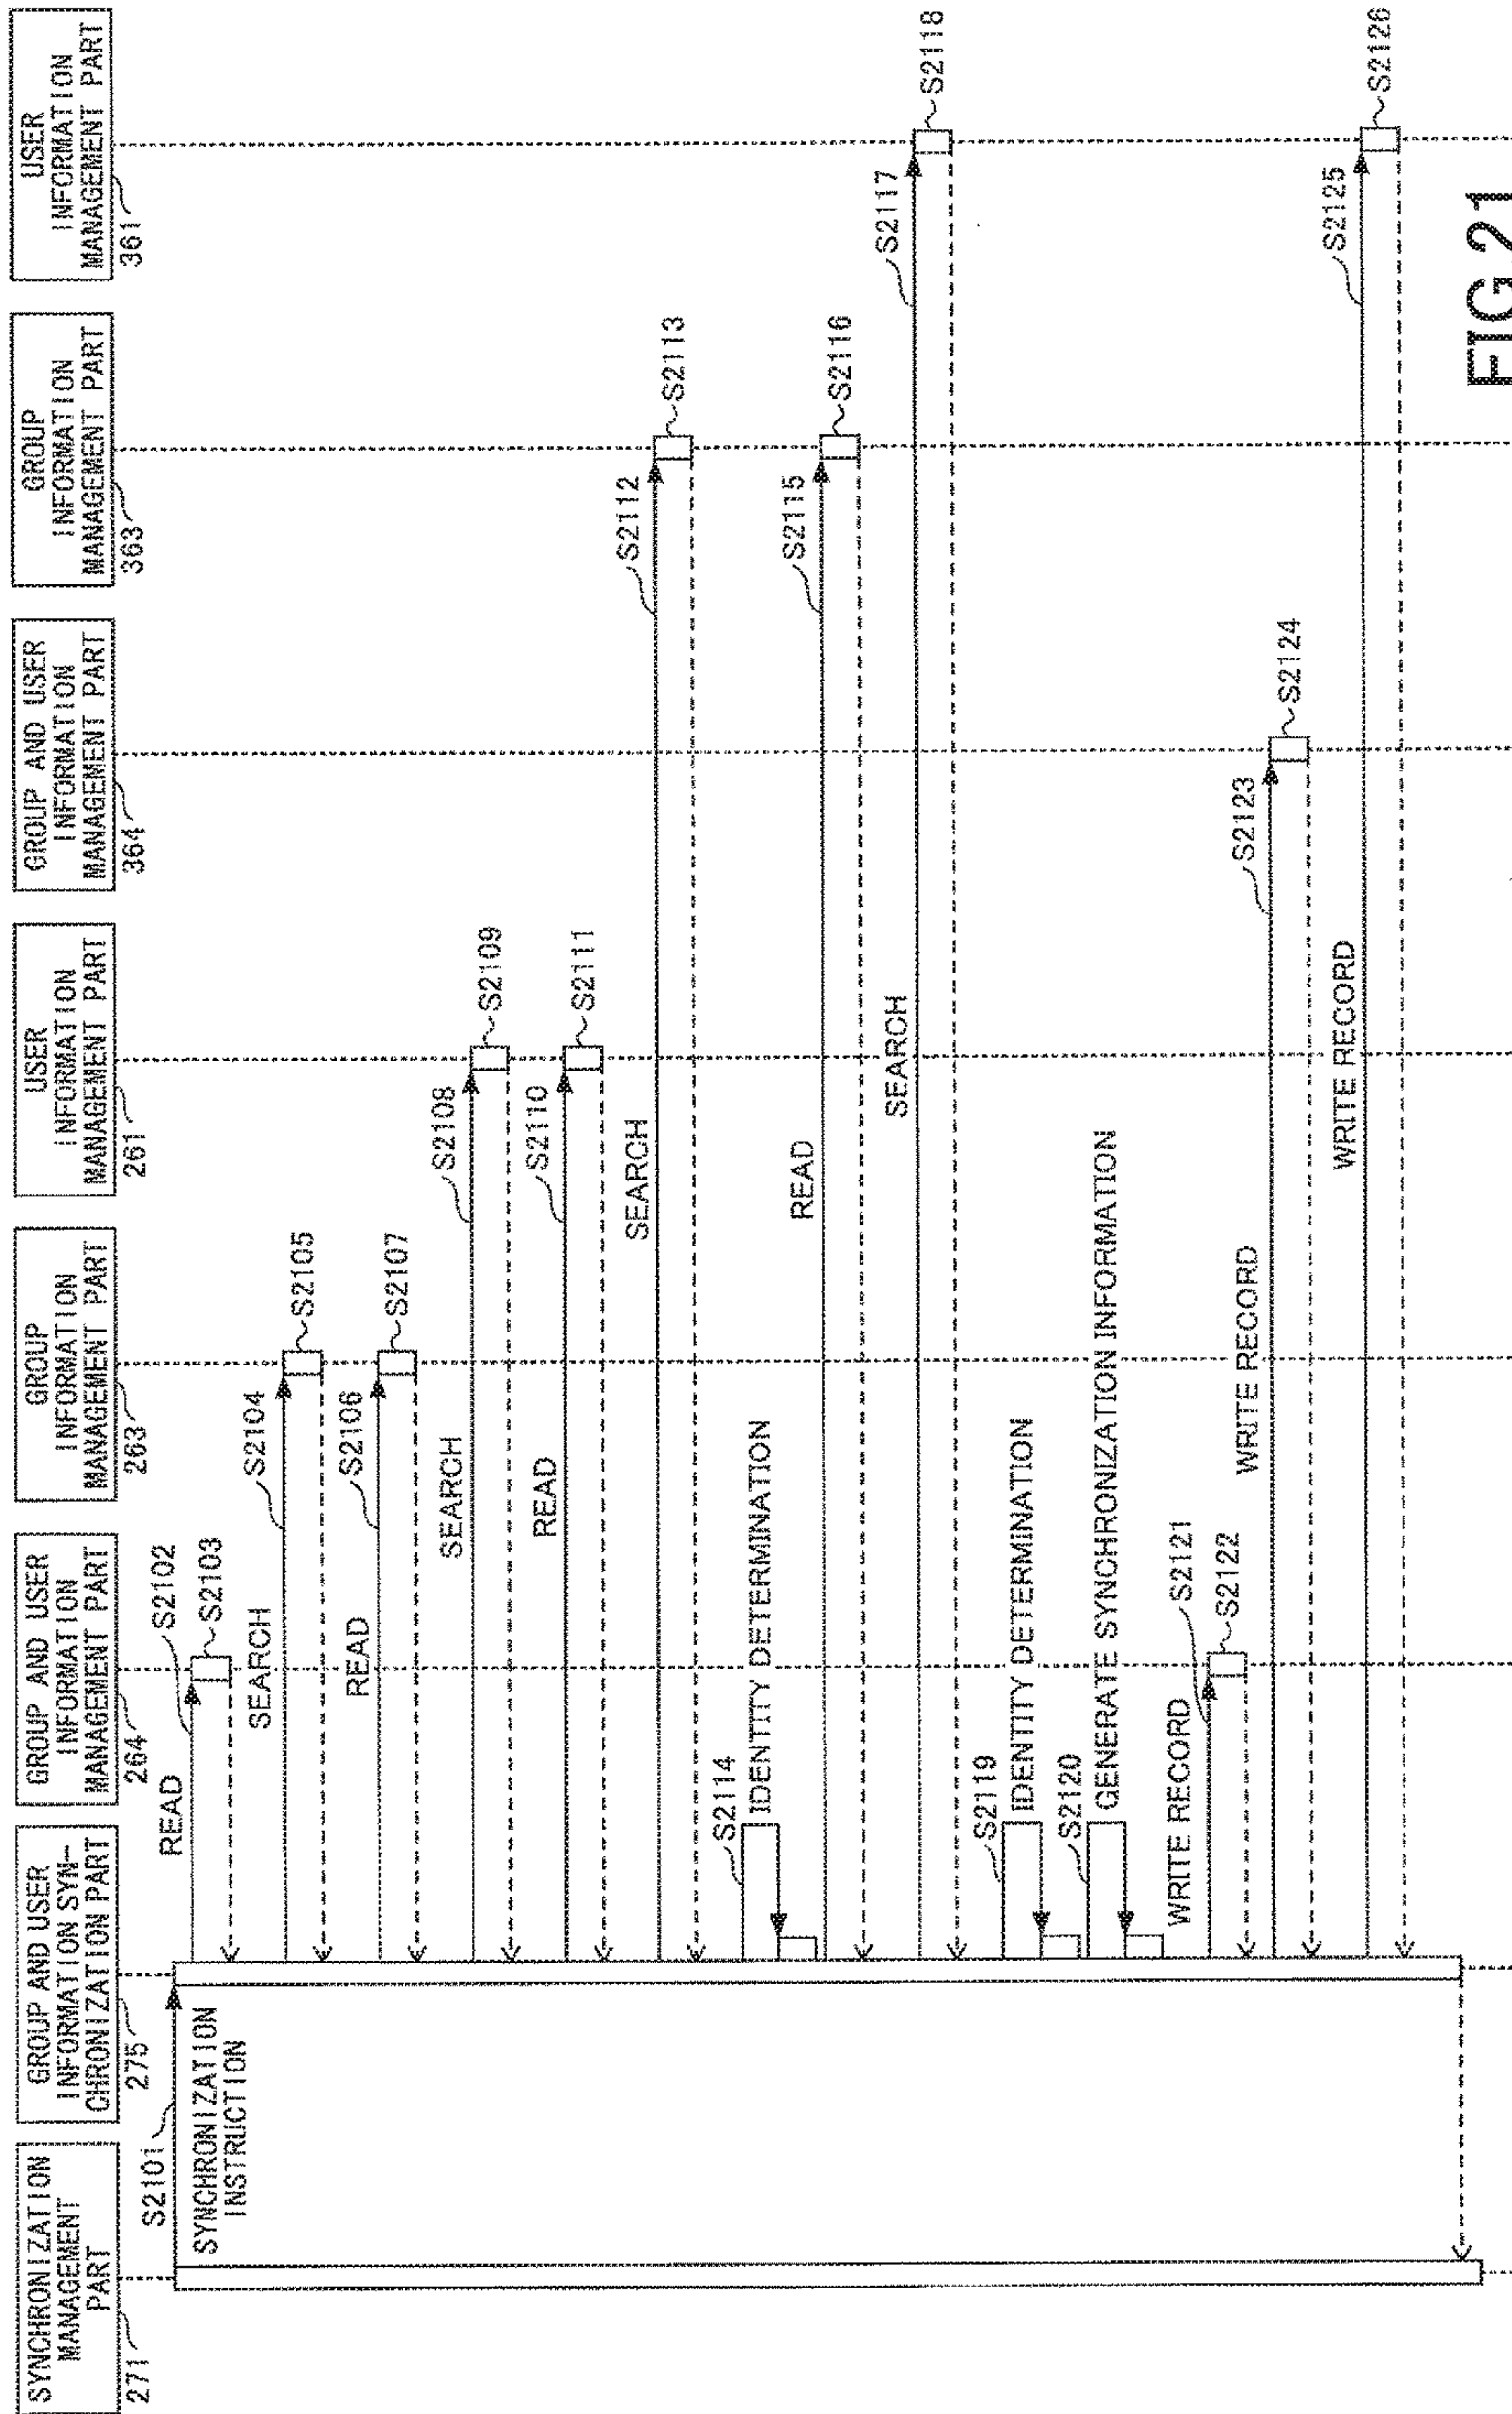 SYNCHRONIZATION
MANAGEMENT
PART
271
GROUP AND USER
INFORMATION SYN-
CHRONIZATION PART
275
GROUP AND USER
INFORMATION
MANAGEMENT PART
264
GROUP
INFORMATION
MANAGEMENT PART
263
USER
INFORMATION
MANAGEMENT PART
261
GROUP AND USER
INFORMATION
MANAGEMENT PART
364
GROUP
INFORMATION
MANAGEMENT PART
363
USER
INFORMATION
MANAGEMENT PART
361
S2101
SYNCHRONIZATION
INSTRUCTION
READ
S2102
S2103
SEARCH
S2104
S2105
READ
S2106
S2107
SEARCH
S2108
S2109
READ
S2110
S2111
SEARCH
S2112
S2113
S2114
IDENTITY DETERMINATION
READ
S2115
S2116
SEARCH
S2117
S2118
S2119
IDENTITY DETERMINATION
S2120
GENERATE SYNCHRONIZATION INFORMATION
WRITE RECORD
S2121
S2122
WRITE RECORD
S2123
S2124
WRITE RECORD
S2125
S2126
FIG.21